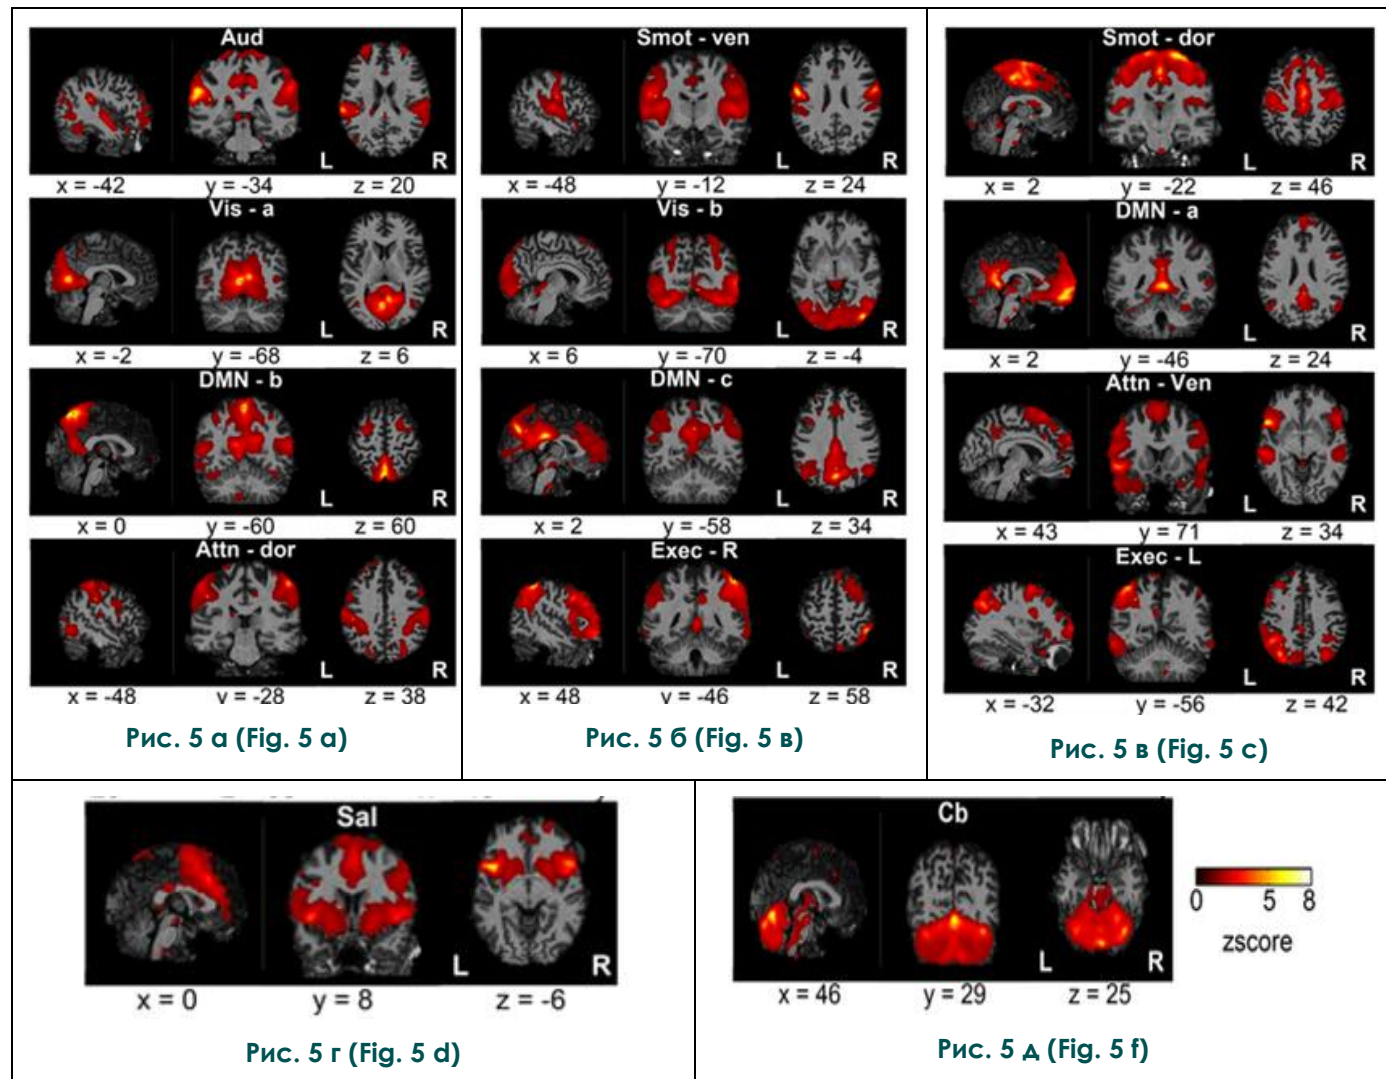 Aud
L R
x = -42 y = -34 z = 20
Vis - a
L R
x = -2 y = -68 z = 6
DMN - b
L R
x = 0 y = -60 z = 60
Attn - dor
L R
x = -48 y = -28 z = 38
Рис. 5 а (Fig. 5 a)
Smot - ven
L R
x = -48 y = -12 z = 24
Vis - b
L R
x = 6 y = -70 z = -4
DMN - c
L R
x = 2 y = -58 z = 34
Exec - R
L R
x = 48 y = -46 z = 58
Рис. 5 б (Fig. 5 в)
Smot - dor
L R
x = 2 y = -22 z = 46
DMN - a
L R
x = 2 y = -46 z = 24
Attn - Ven
L R
x = 43 y = 71 z = 34
Exec - L
L R
x = -32 y = -56 z = 42
Рис. 5 в (Fig. 5 c)
Sal
L R
x = 0 y = 8 z = -6
Рис. 5 г (Fig. 5 d)
Cb
L R
x = 46 y = 29 z = 25
0 5 8
zscore
Рис. 5 д (Fig. 5 f)